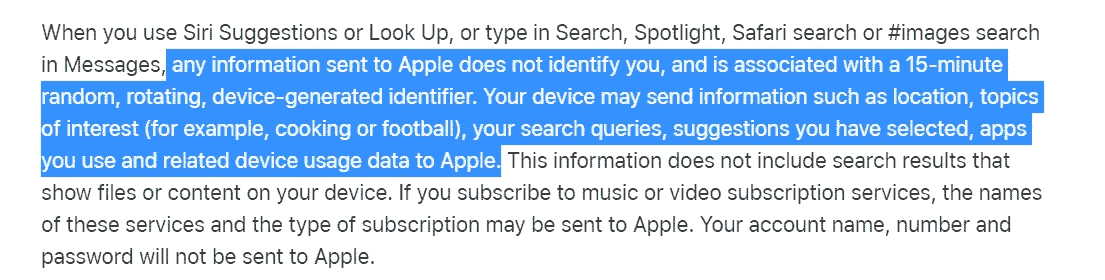 When you use Siri Suggestions or Look Up, or type in Search, Spotlight, Safari search or #images search
in Messages, any information sent to Apple does not identify you, and is associated with a 15-minute
random, rotating, device-generated identifier. Your device may send information such as location, topics
of interest (for example, cooking or football), your search queries, suggestions you have selected, apps
you use and related device usage data to Apple. This information does not include search results that
show files or content on your device. If you subscribe to music or video subscription services, the names
of these services and the type of subscription may be sent to Apple. Your account name, number and
password will not be sent to Apple.